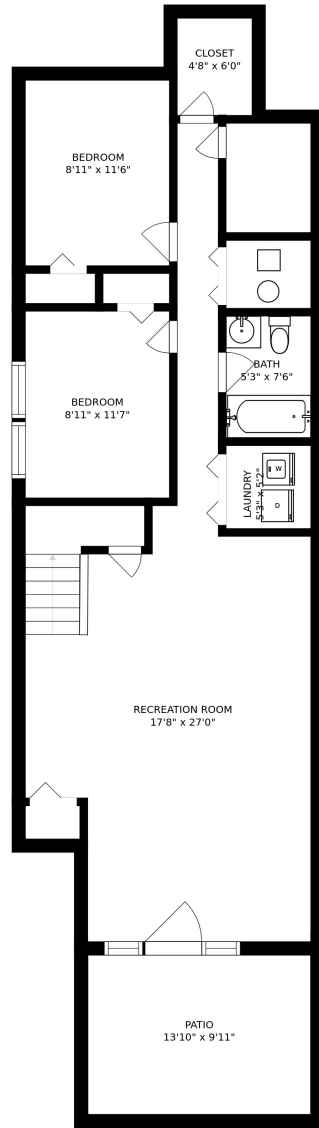 CLOSET
4'8" x 6'0"
BEDROOM
8'11" x 11'6"
BATH
5'3" x 7'6"
BEDROOM
8'11" x 11'7"
LAUNDRY
5'3" x 5'2"
W
D
RECREATION ROOM
17'8" x 27'0"
PATIO
13'10" x 9'11"